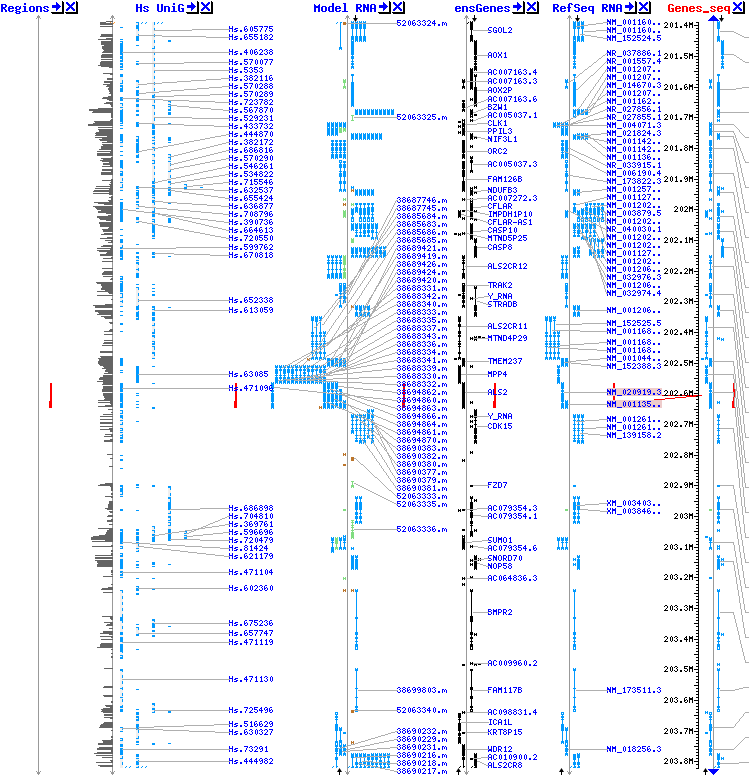 Regions
Hs UniG
Model RNA
ensGenes
RefSeq RNA
Genes_seq
Hs.605775
Hs.655182
Hs.406238
Hs.570077
Hs.5353
Hs.382116
Hs.570288
Hs.570289
Hs.723782
Hs.567870
Hs.529231
Hs.433732
Hs.444870
Hs.382172
Hs.686816
Hs.570290
Hs.546261
Hs.534822
Hs.715546
Hs.632537
Hs.655424
Hs.636877
Hs.708796
Hs.390736
Hs.664613
Hs.720550
Hs.599762
Hs.670818
Hs.652338
Hs.613059
Hs.63085
Hs.471096
Hs.686898
Hs.704810
Hs.369761
Hs.596696
Hs.720479
Hs.81424
Hs.621179
Hs.471104
Hs.602360
Hs.675236
Hs.657747
Hs.471119
Hs.471130
Hs.725496
Hs.516629
Hs.630327
Hs.73291
Hs.444982
52063324.m
52063325.m
38687746.m
38687745.m
38685684.m
38685683.m
38685686.m
38685685.m
38689421.m
38689419.m
38689426.m
38689424.m
38689420.m
38688331.m
38688342.m
38688340.m
38688333.m
38688335.m
38688337.m
38688343.m
38688336.m
38688338.m
38688334.m
38688341.m
38688339.m
38688330.m
38688332.m
38694862.m
38694860.m
38694863.m
38694868.m
38694864.m
38694861.m
38694870.m
38690383.m
38690382.m
38690380.m
38690377.m
38690379.m
38690381.m
52063333.m
52063335.m
52063336.m
38699803.m
52063340.m
38690232.m
38690229.m
38690231.m
38690216.m
38690218.m
38690217.m
SGOL2
AOX1
AC007163.4
AC007163.3
AOX2P
AC007163.6
BZW1
AC005037.1
CLK1
PPIL3
NIF3L1
ORC2
AC005037.3
FAM126B
NDUFB3
AC007272.3
CFLAR
IMPDH1P10
CFLAR-AS1
CASP10
MTND5P25
CASP8
ALS2CR12
TRAK2
Y_RNA
STRADB
ALS2CR11
MTND4P29
TMEM237
MPP4
ALS2
Y_RNA
CDK15
FZD7
AC079354.3
AC079354.1
SUMO1
AC079354.6
SNORD70
NOP58
AC064836.3
BMPR2
AC009960.2
FAM117B
AC098831.4
ICA1L
KRT8P15
WDR12
AC010900.2
ALS2CR8
NM_001160..
NM_001160..
NM_152524.5
NR_037886.1
NR_001557.4
NM_001207..
NM_001207..
NM_014670.3
NM_001207..
NM_001162..
NR_027856.1
NR_027855.1
NM_004071.3
NM_021824.3
NM_001142..
NM_001142..
NM_001136..
NR_033915.1
NM_006190.4
NM_173822.3
NM_001257..
NM_001127..
NM_001202..
NM_003879.5
NM_001202..
NR_040030.1
NM_001202..
NM_001202..
NM_001127..
NM_001202..
NM_001206..
NM_032976.3
NM_001206..
NM_032974.4
NM_001206..
NM_152525.5
NM_001168..
NM_001168..
NM_001168..
NM_001044..
NM_152388.3
NM_020919.3
NM_001135..
NM_001261..
NM_001261..
NM_139158.2
XM_003403..
XM_003846..
NM_173511.3
NM_018256.3
201.4M
201.5M
201.6M
201.7M
201.8M
201.9M
202M
202.1M
202.2M
202.3M
202.4M
202.5M
202.6M
202.7M
202.8M
202.9M
203M
203.1M
203.2M
203.3M
203.4M
203.5M
203.6M
203.7M
203.8M